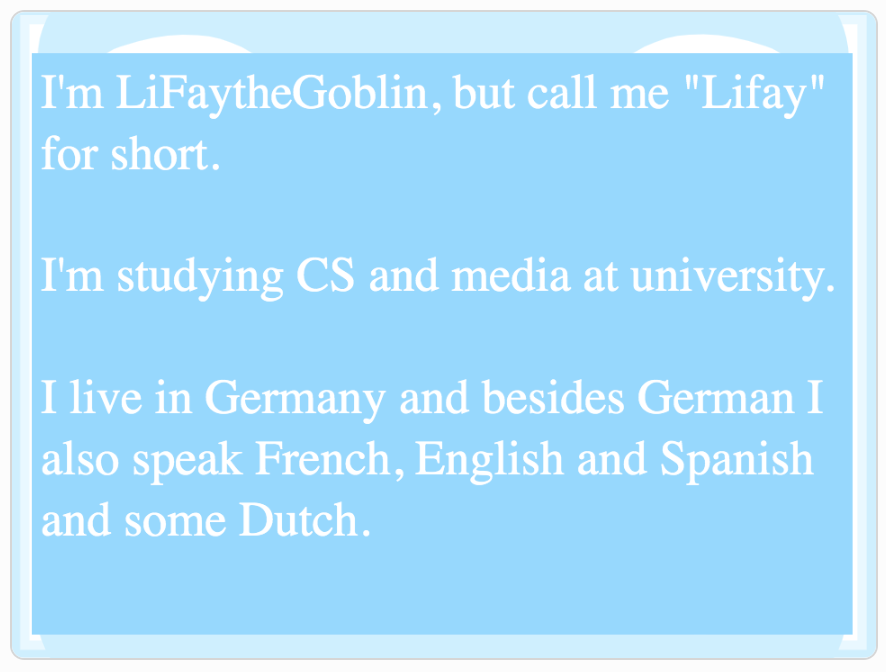 I'm LiFaytheGoblin, but call me "Lifay"
for short.
I'm studying CS and media at university.
I live in Germany and besides German I
also speak French, English and Spanish
and some Dutch.